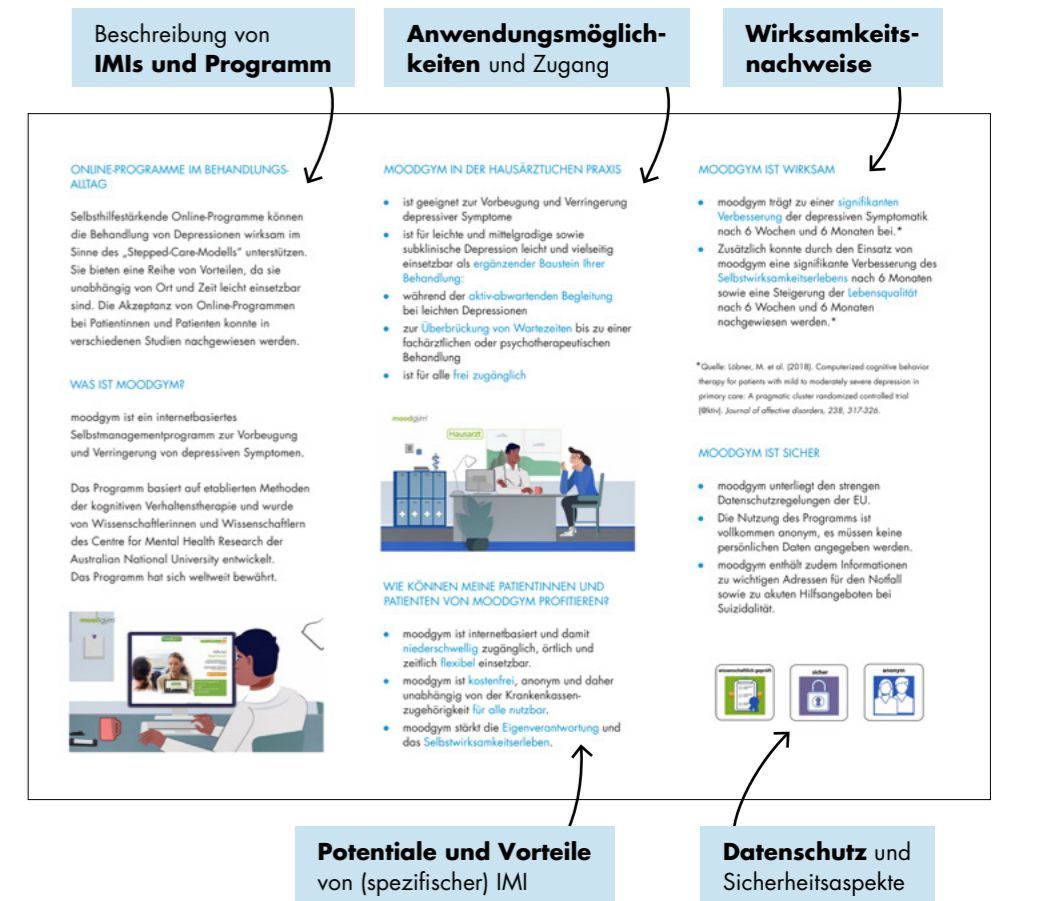 Beschreibung von
IMIs und Programm
Anwendungsmöglich-
keiten und Zugang
Wirksamkeits-
nachweise
ONLINE-PROGRAMME IM BEHANDLUNGS-
ALLTAG
Selbsthilfestärkende Online-Programme können
die Behandlung von Depressionen wirksam im
Sinne des „Stepped-Care-Modells" unterstützen.
Sie bieten eine Reihe von Vorteilen, da sie
unabhängig von Ort und Zeit leicht einsetzbar
sind. Die Akzeptanz von Online-Programmen
bei Patientinnen und Patienten konnte in
verschiedenen Studien nachgewiesen werden.
WAS IST MOODGYM?
moodgym ist ein internetbasiertes
Selbstmanagementprogramm zur Vorbeugung
und Verringerung von depressiven Symptomen.
Das Programm basiert auf etablierten Methoden
der kognitiven Verhaltenstherapie und wurde
von Wissenschaftlerinnen und Wissenschaftlern
des Centre for Mental Health Research der
Australian National University entwickelt.
Das Programm hat sich weltweit bewährt.
moodgym
MOODGYM IN DER HAUSÄRZTLICHEN PRAXIS
• ist geeignet zur Vorbeugung und Verringerung
depressiver Symptome
• ist für leichte und mittelgradige sowie
subklinische Depression leicht und vielseitig
einsetzbar als ergänzender Baustein Ihrer
Behandlung:
• während der aktiv-abwartenden Begleitung
bei leichten Depressionen
• zur Überbrückung von Wartezeiten bis zu einer
fachärztlichen oder psychotherapeutischen
Behandlung
• ist für alle frei zugänglich
moodgym
Hausarzt
WIE KÖNNEN MEINE PATIENTINNEN UND
PATIENTEN VON MOODGYM PROFITIEREN?
• moodgym ist internetbasiert und damit
niederschwellig zugänglich, örtlich und
zeitlich flexibel einsetzbar.
• moodgym ist kostenfrei, anonym und daher
unabhängig von der Krankenkassen-
zugehörigkeit für alle nutzbar.
• moodgym stärkt die Eigenverantwortung und
das Selbstwirksamkeitserleben.
MOODGYM IST WIRKSAM
• moodgym trägt zu einer signifikanten
Verbesserung der depressiven Symptomatik
nach 6 Wochen und 6 Monaten bei.*
• Zusätzlich konnte durch den Einsatz von
moodgym eine signifikante Verbesserung des
Selbstwirksamkeitserlebens nach 6 Monaten
sowie eine Steigerung der Lebensqualität
nach 6 Wochen und 6 Monaten
nachgewiesen werden.*
*Quelle: Löbner, M. et al. (2018). Computerized cognitive behavior
therapy for patients with mild to moderately severe depression in
primary care: A pragmatic cluster randomized controlled trial
(@ktiv). Journal of affective disorders, 238, 317-326.
MOODGYM IST SICHER
• moodgym unterliegt den strengen
Datenschutzregelungen der EU.
• Die Nutzung des Programms ist
vollkommen anonym, es müssen keine
persönlichen Daten angegeben werden.
• moodgym enthält zudem Informationen
zu wichtigen Adressen für den Notfall
sowie zu akuten Hilfsangeboten bei
Suizidalität.
wissenschaftlich geprüft
sicher
anonym
Potentiale und Vorteile
von (spezifischer) IMI
Datenschutz und
Sicherheitsaspekte